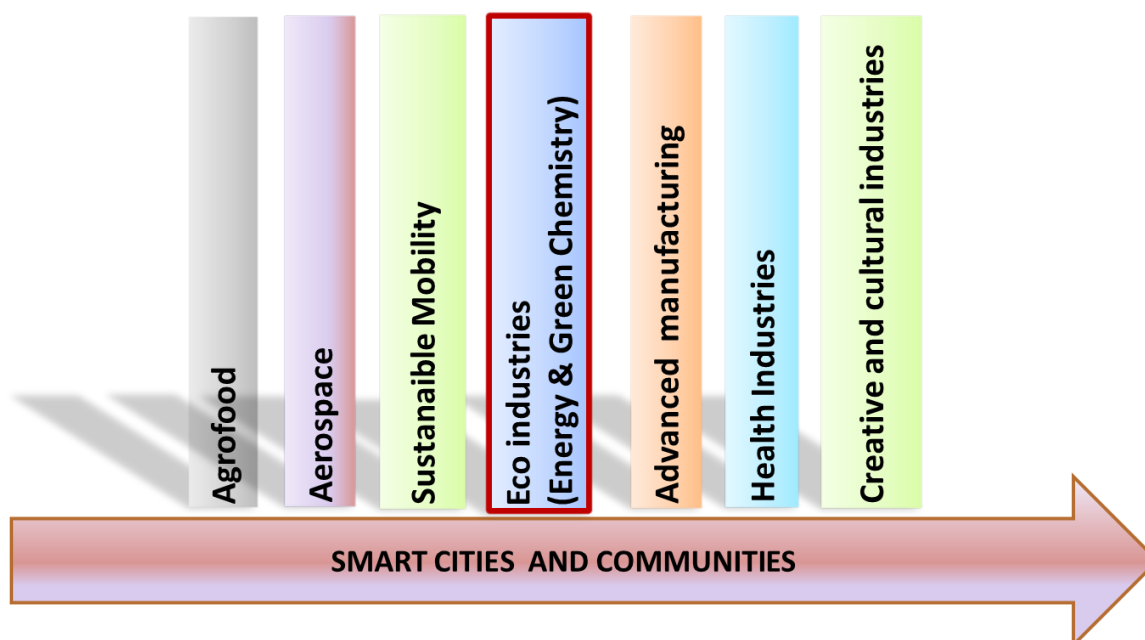 Agrofood
Aerospace
Sustanaible Mobility
Eco industries
(Energy & Green Chemistry)
Advanced manufacturing
Health Industries
Creative and cultural industries
SMART CITIES AND COMMUNITIES